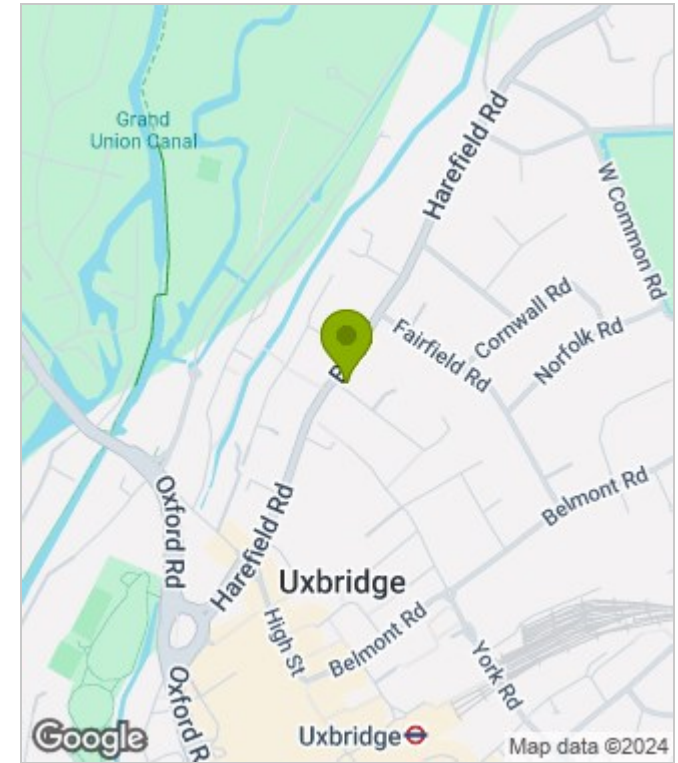 Grand
Union Canal
Harefield Rd
W Common Rd
Cornwall Rd
Fairfield Rd
Norfolk Rd
Belmont Rd
Oxford Rd
Harefield Rd
Uxbridge
High St
Belmont Rd
York Rd
Oxford R
Uxbridge
Google
Map data ©2024